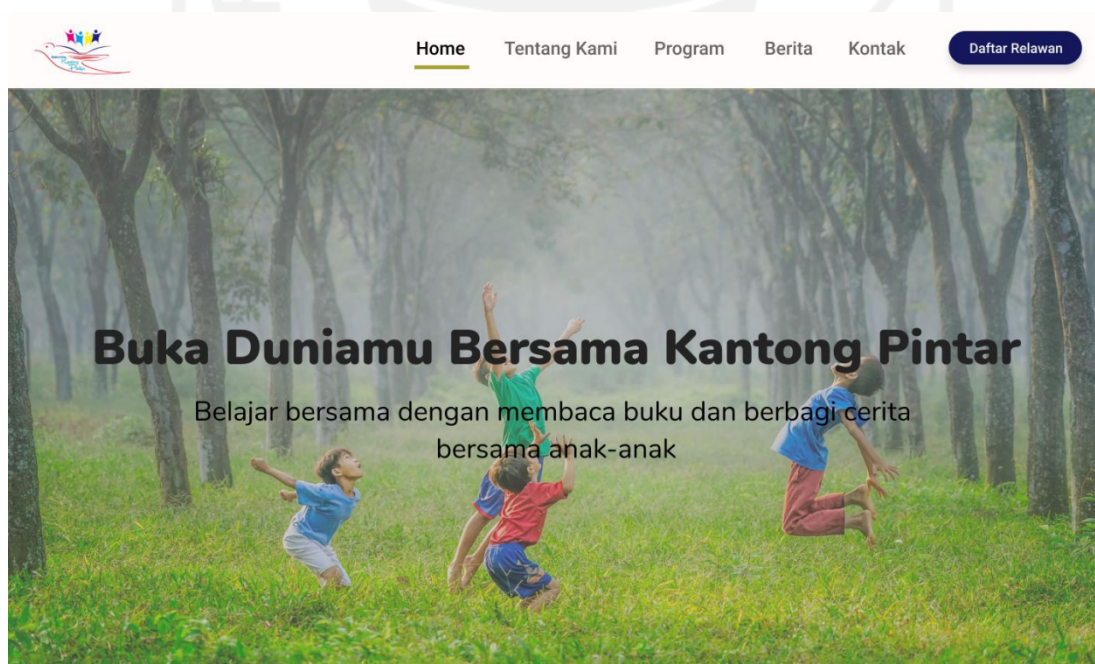 Home Tentang Kami Program Berita Kontak Daftar Relawan
Buka Duniamu Bersama Kantong Pintar
Belajar bersama dengan membaca buku dan berbagi cerita
bersama anak-anak